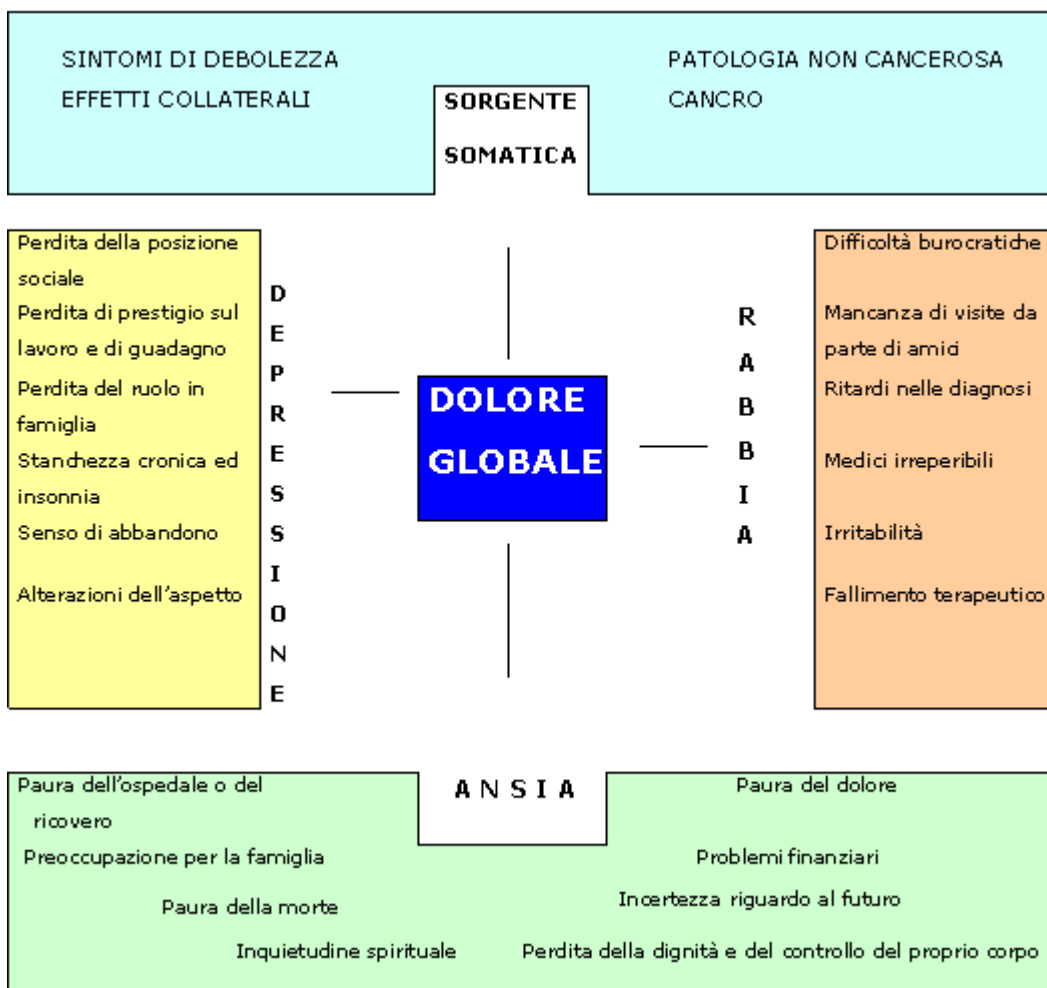 SINTOMI DI DEBOLEZZA
EFFETTI COLLATERALI
SORGENTE
SOMATICA
PATOLOGIA NON CANCEROSA
CANCRO
Perdita della posizione
sociale
Perdita di prestigio sul
lavoro e di guadagno
Perdita del ruolo in
famiglia
Stanchezza cronica ed
insonnia
Senso di abbandono
Alterazioni dell'aspetto
DEPRESSIONE
DOLORE
GLOBALE
RABBIA
Difficoltà burocratiche
Mancanza di visite da
parte di amici
Ritardi nelle diagnosi
Medici irreperibili
Irritabilità
Fallimento terapeutico
ANSIA
Paura dell'ospedale o del
ricovero
Preoccupazione per la famiglia
Paura della morte
Inquietudine spirituale
Paura del dolore
Problemi finanziari
Incertezza riguardo al futuro
Perdita della dignità e del controllo del proprio corpo